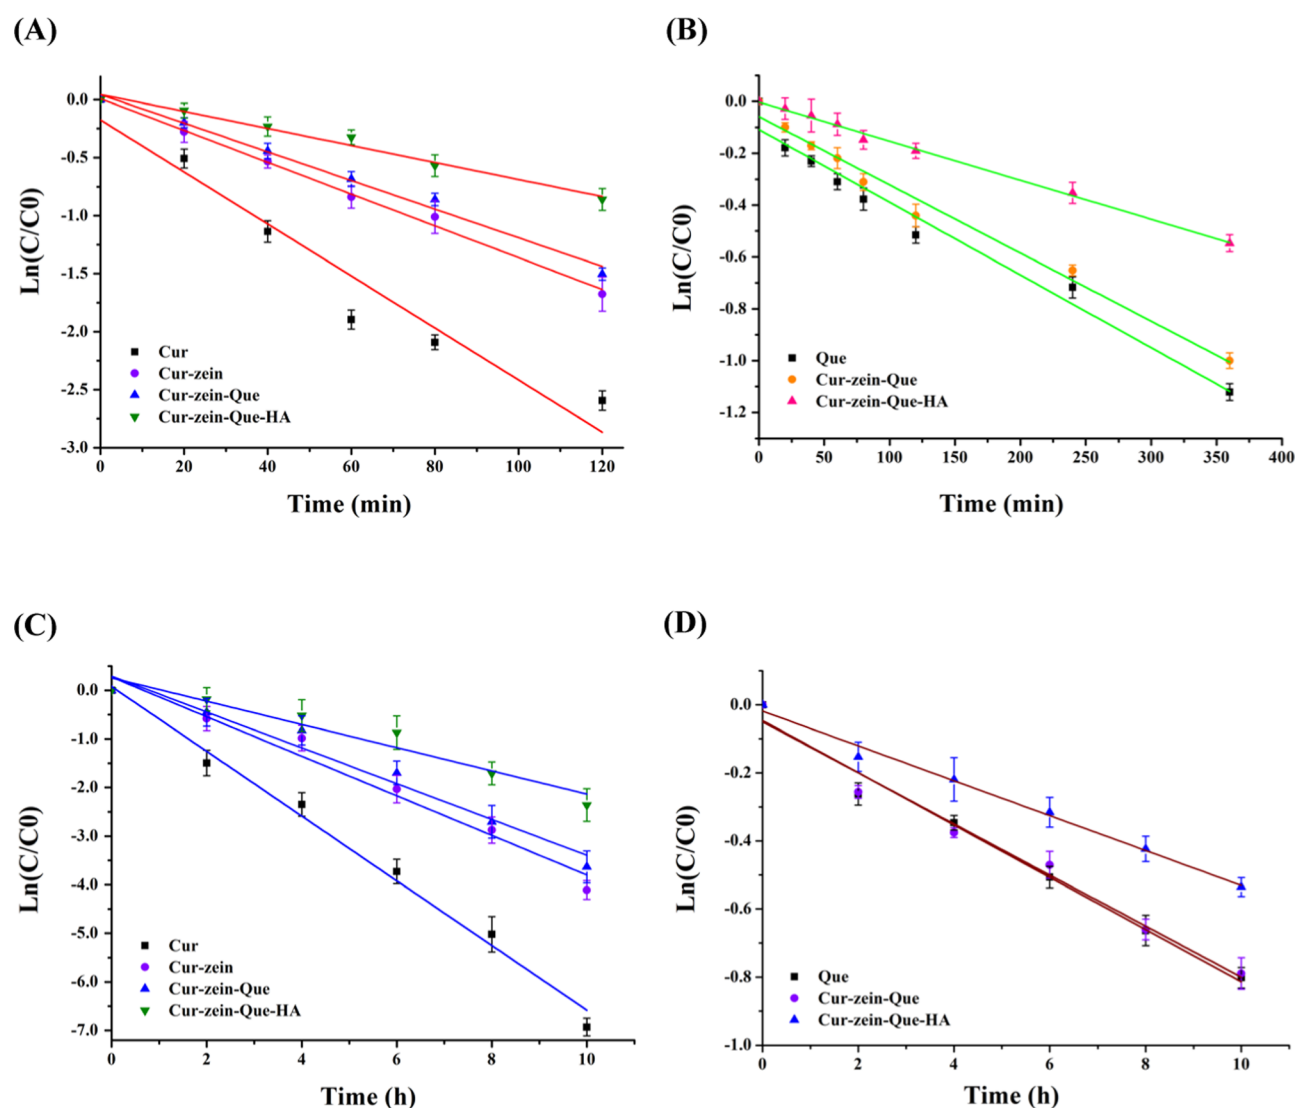 (A)
Ln(C/C0)
0.0
-0.5
-1.0
-1.5
-2.0
-2.5
-3.0
Cur
Cur-zein
Cur-zein-Que
Cur-zein-Que-HA
0 20 40 60 80 100 120
Time (min)
(B)
Ln(C/C0)
0.0
-0.2
-0.4
-0.6
-0.8
-1.0
-1.2
Que
Cur-zein-Que
Cur-zein-Que-HA
0 50 100 150 200 250 300 350 400
Time (min)
(C)
Ln(C/C0)
0.0
-1.0
-2.0
-3.0
-4.0
-5.0
-6.0
-7.0
Cur
Cur-zein
Cur-zein-Que
Cur-zein-Que-HA
0 2 4 6 8 10
Time (h)
(D)
Ln(C/C0)
0.0
-0.2
-0.4
-0.6
-0.8
-1.0
Que
Cur-zein-Que
Cur-zein-Que-HA
0 2 4 6 8 10
Time (h)